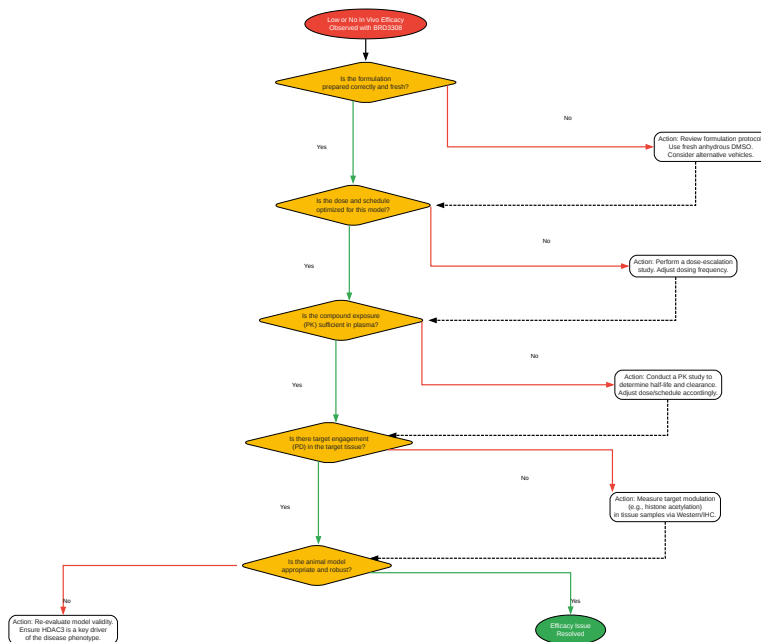 Low or No In Vivo Efficacy
Observed with BRD3308
Is the formulation
prepared correctly and fresh?
No
Yes
Action: Review formulation protocol.
Use fresh anhydrous DMSO.
Consider alternative vehicles.
Is the dose and schedule
optimized for this model?
No
Yes
Action: Perform a dose-escalation
study. Adjust dosing frequency.
Is the compound exposure
(PK) sufficient in plasma?
No
Yes
Action: Conduct a PK study to
determine half-life and clearance.
Adjust dose/schedule accordingly.
Is there target engagement
(PD) in the target tissue?
No
Yes
Action: Measure target modulation
(e.g., histone acetylation)
in tissue samples via Western/IHC.
Is the animal model
appropriate and robust?
No
Yes
Action: Re-evaluate model validity.
Ensure HDAC3 is a key driver
of the disease phenotype.
Efficacy Issue
Resolved